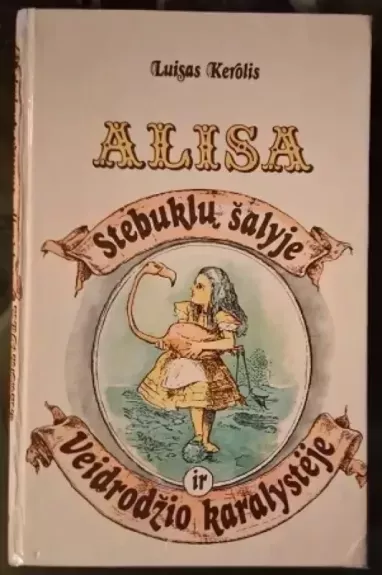 Luisas Kerolis
ALISA
Stebuklų šalyje
ir
Veidrodžio karalystėje